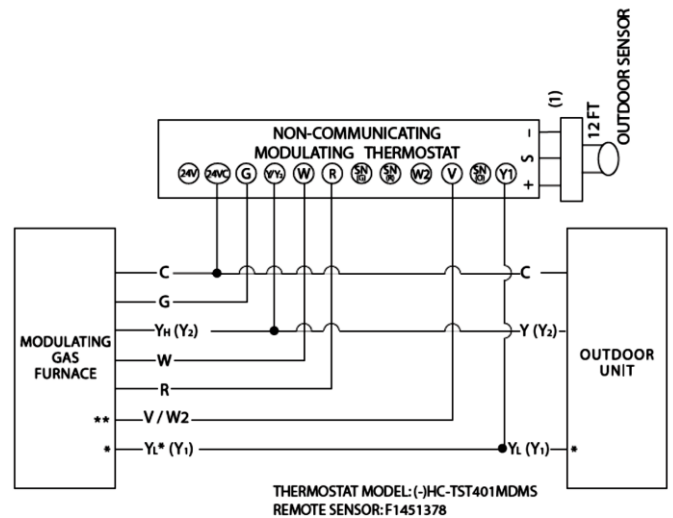 OUTDOOR SENSOR
12 FT
(1)
NON-COMMUNICATING
MODULATING THERMOSTAT
24V 24VC G Y/Y2 W R SN (C) SN (R) W2 V SN (O) Y1
- S +
MODULATING
GAS
FURNACE
C
G
YH (Y2)
W
R
** V / W2
* YL* (Y1)
C
Y (Y2)
YL (Y1) *
OUTDOOR
UNIT
THERMOSTAT MODEL: (-)HC-TST401MDMS
REMOTE SENSOR: F1451378